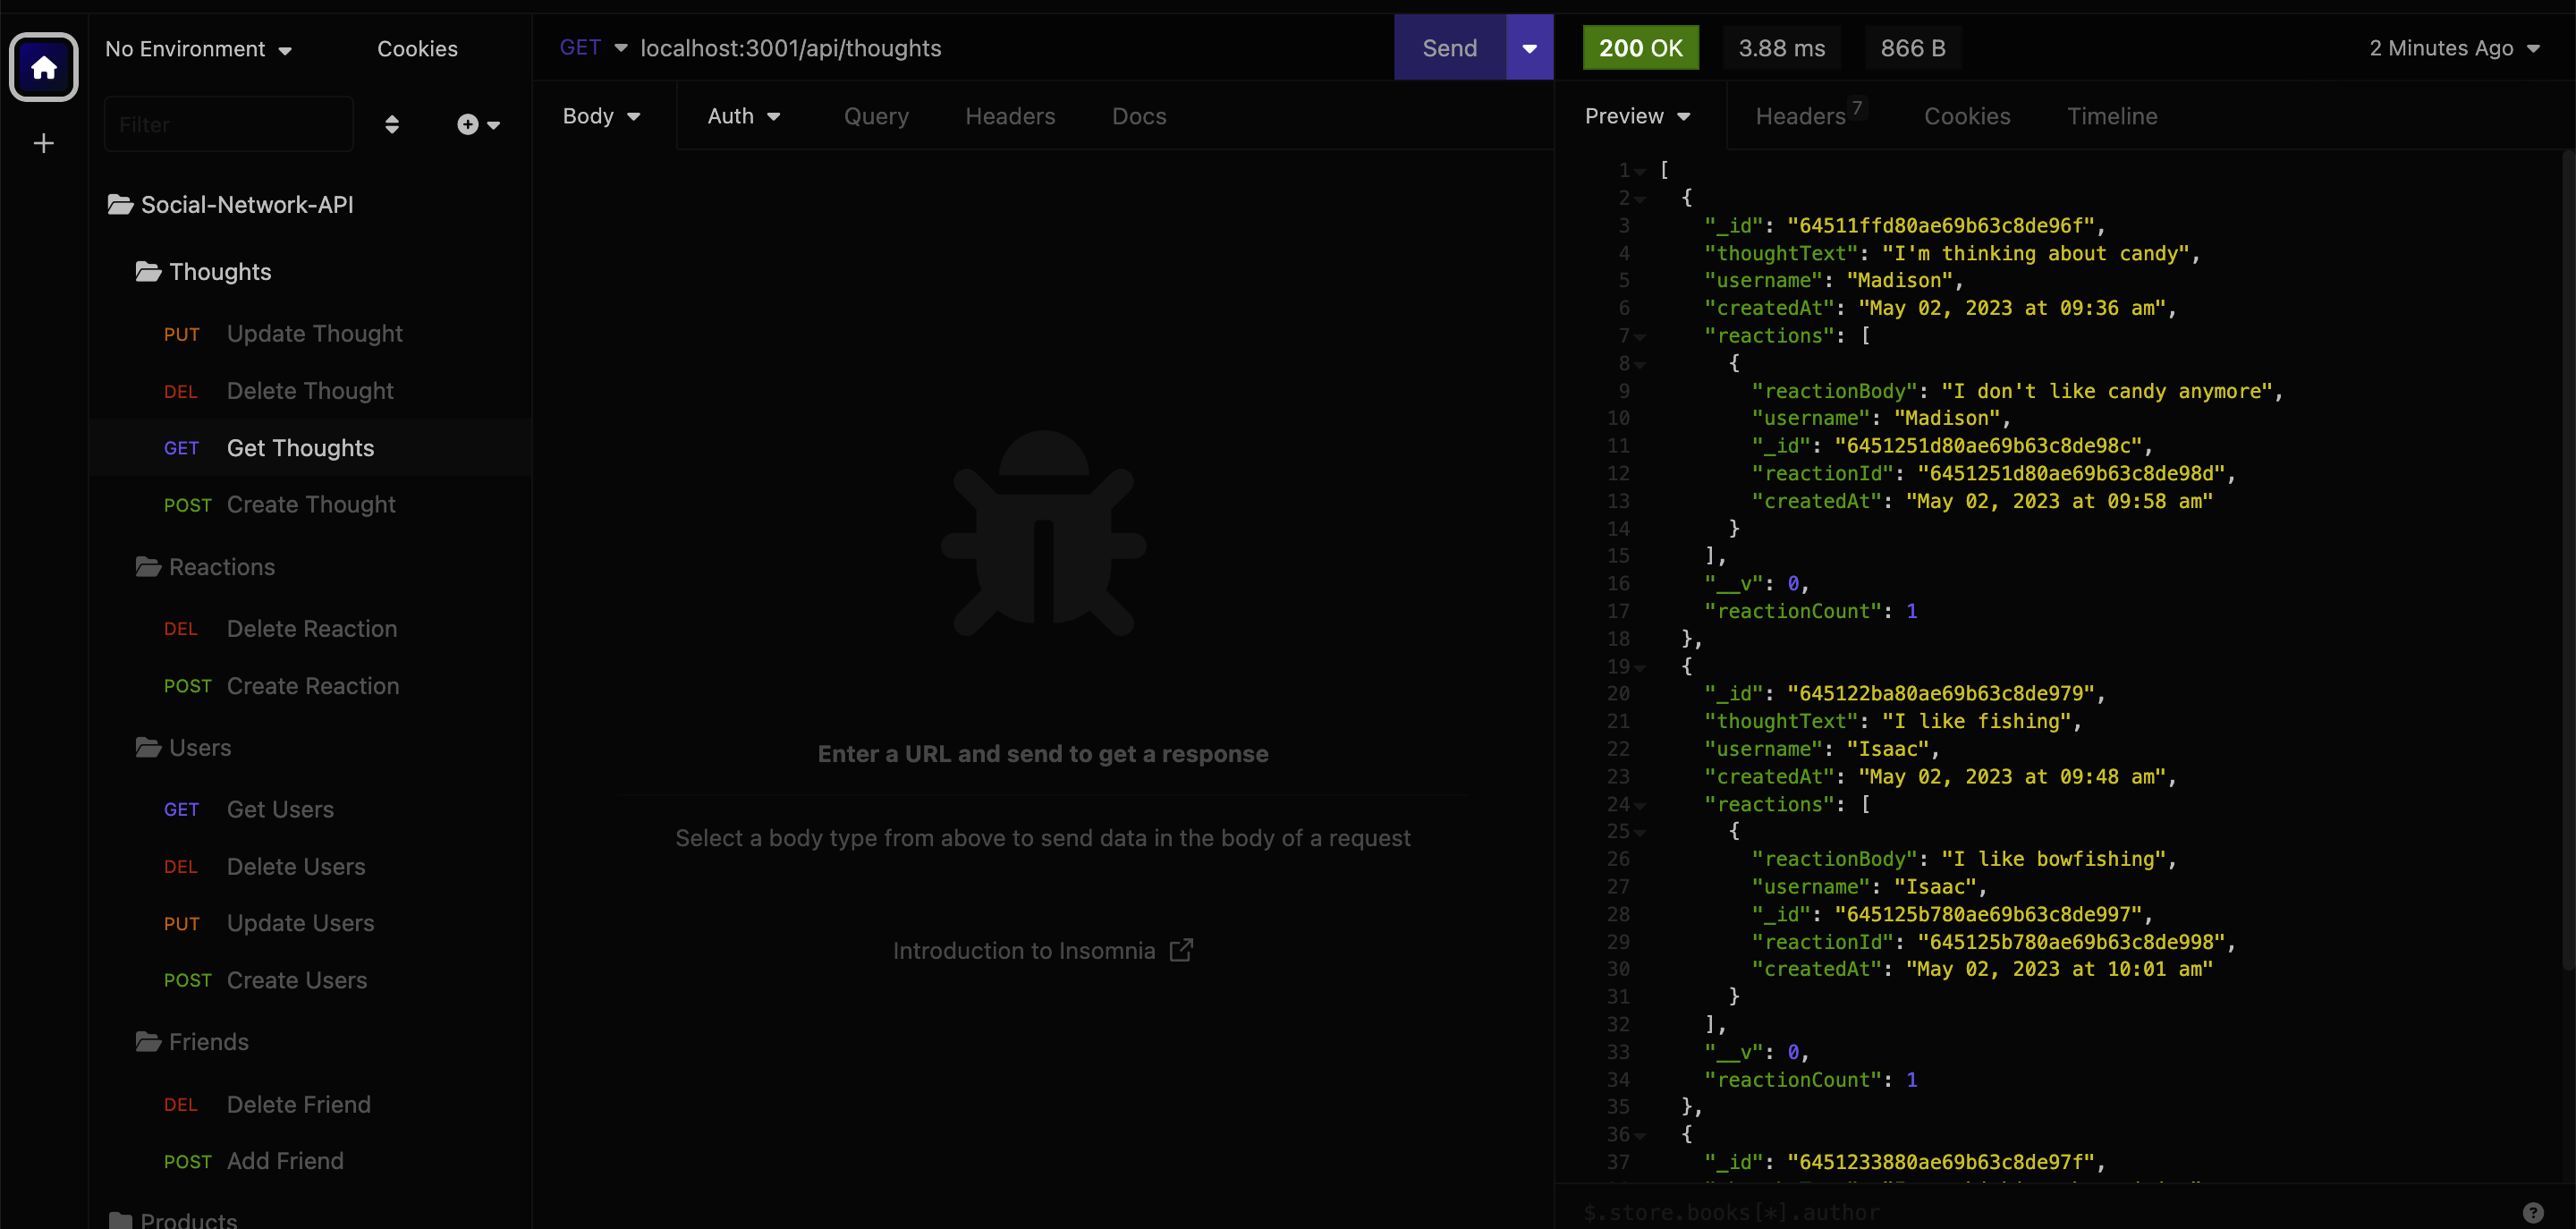 No Environment
Cookies
Filter
Social-Network-API
Thoughts
PUT Update Thought
DEL Delete Thought
GET Get Thoughts
POST Create Thought
Reactions
DEL Delete Reaction
POST Create Reaction
Users
GET Get Users
DEL Delete Users
PUT Update Users
POST Create Users
Friends
DEL Delete Friend
POST Add Friend
Products
GET localhost:3001/api/thoughts
Send
Body Auth Query Headers Docs
Enter a URL and send to get a response
Select a body type from above to send data in the body of a request
Introduction to Insomnia
200 OK 3.88 ms 866 B 2 Minutes Ago
Preview Headers 7 Cookies Timeline
1 [
2 {
3 "_id": "64511ffd80ae69b63c8de96f",
4 "thoughtText": "I'm thinking about candy",
5 "username": "Madison",
6 "createdAt": "May 02, 2023 at 09:36 am",
7 "reactions": [
8 {
9 "reactionBody": "I don't like candy anymore",
10 "username": "Madison",
11 "_id": "6451251d80ae69b63c8de98c",
12 "reactionId": "6451251d80ae69b63c8de98d",
13 "createdAt": "May 02, 2023 at 09:58 am"
14 }
15 ],
16 "__v": 0,
17 "reactionCount": 1
18 },
19 {
20 "_id": "645122ba80ae69b63c8de979",
21 "thoughtText": "I like fishing",
22 "username": "Isaac",
23 "createdAt": "May 02, 2023 at 09:48 am",
24 "reactions": [
25 {
26 "reactionBody": "I like bowfishing",
27 "username": "Isaac",
28 "_id": "645125b780ae69b63c8de997",
29 "reactionId": "645125b780ae69b63c8de998",
30 "createdAt": "May 02, 2023 at 10:01 am"
31 }
32 ],
33 "__v": 0,
34 "reactionCount": 1
35 },
36 {
37 "_id": "6451233880ae69b63c8de97f",
$.store.books[*].author